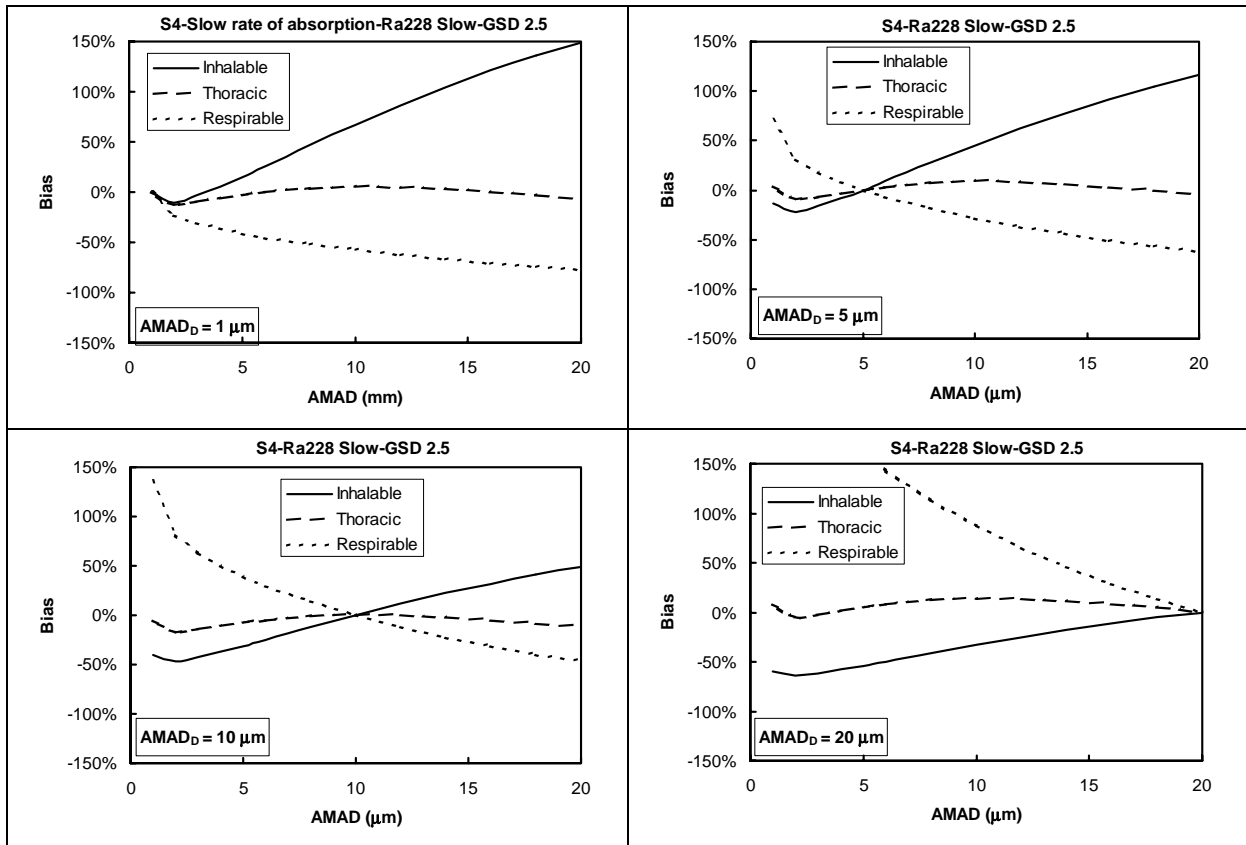 S4-Slow rate of absorption-Ra228 Slow-GSD 2.5
150%
100%
50%
0%
-50%
-100%
-150%
Bias
Inhalable
Thoracic
Respirable
AMAD_D = 1 μm
0 5 10 15 20
AMAD (mm)
S4-Ra228 Slow-GSD 2.5
150%
100%
50%
0%
-50%
-100%
-150%
Bias
Inhalable
Thoracic
Respirable
AMAD_D = 5 μm
0 5 10 15 20
AMAD (μm)
S4-Ra228 Slow-GSD 2.5
150%
100%
50%
0%
-50%
-100%
-150%
Bias
Inhalable
Thoracic
Respirable
AMAD_D = 10 μm
0 5 10 15 20
AMAD (μm)
S4-Ra228 Slow-GSD 2.5
150%
100%
50%
0%
-50%
-100%
-150%
Bias
Inhalable
Thoracic
Respirable
AMAD_D = 20 μm
0 5 10 15 20
AMAD (μm)